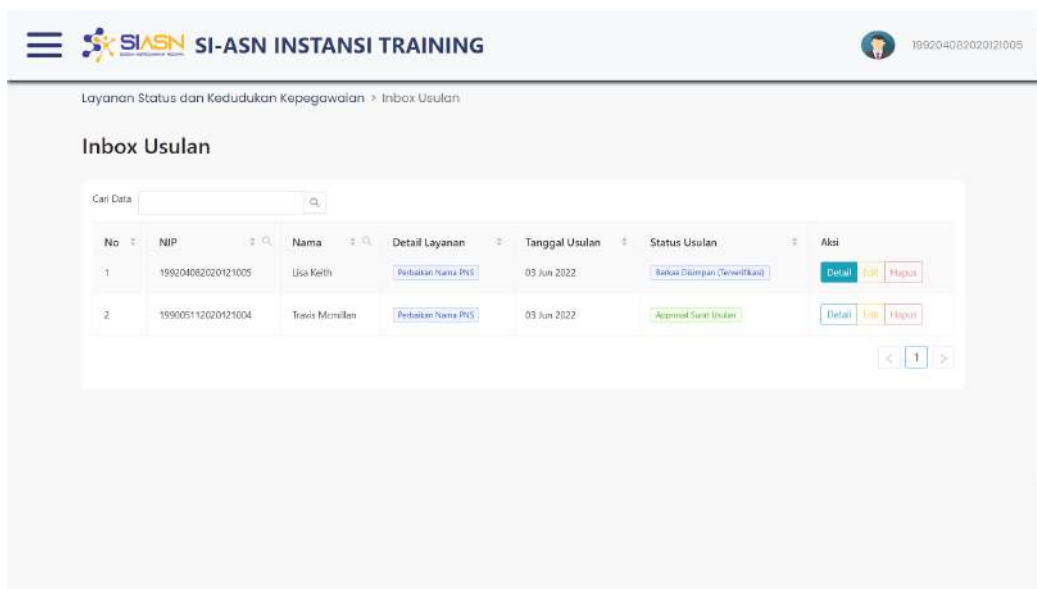 SIASN SI-ASN INSTANSI TRAINING
199204082020121005
Layanan Status dan Kedudukan Kepegawaian > Inbox Usulan
Inbox Usulan
Cari Data
No NIP Nama Detail Layanan Tanggal Usulan Status Usulan Aksi
1 199204082020121005 Lisa Keith Perbaikan Nama PNS 03 Jun 2022 Berkas Disimpan (Terverifikasi) Detail Edit Hapus
2 199005112020121004 Travis Mcmillan Perbaikan Nama PNS 03 Jun 2022 Approval Surat Usulan Detail Edit Hapus
< 1 >